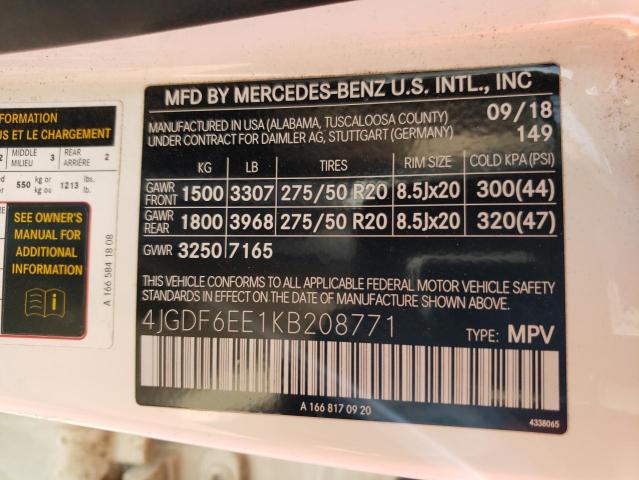 INFORMATION
US ET LE CHARGEMENT
2 MIDDLE MILIEU 3 REAR ARRIÈRE 2
550 kg or kg ou 1213 lbs. lb.
SEE OWNER'S
MANUAL FOR
ADDITIONAL
INFORMATION
A 166 584 18 08
MFD BY MERCEDES-BENZ U.S. INTL., INC
MANUFACTURED IN USA (ALABAMA, TUSCALOOSA COUNTY) 09/18
UNDER CONTRACT FOR DAIMLER AG, STUTTGART (GERMANY) 149
KG LB TIRES RIM SIZE COLD KPA(PSI)
GAWR FRONT 1500 3307 275/50 R20 8.5Jx20 300(44)
GAWR REAR 1800 3968 275/50 R20 8.5Jx20 320(47)
GVWR 3250 7165
THIS VEHICLE CONFORMS TO ALL APPLICABLE FEDERAL MOTOR VEHICLE SAFETY
STANDARDS IN EFFECT ON THE DATE OF MANUFACTURE SHOWN ABOVE.
4JGDF6EE1KB208771 TYPE: MPV
A 166 817 09 20
4338065